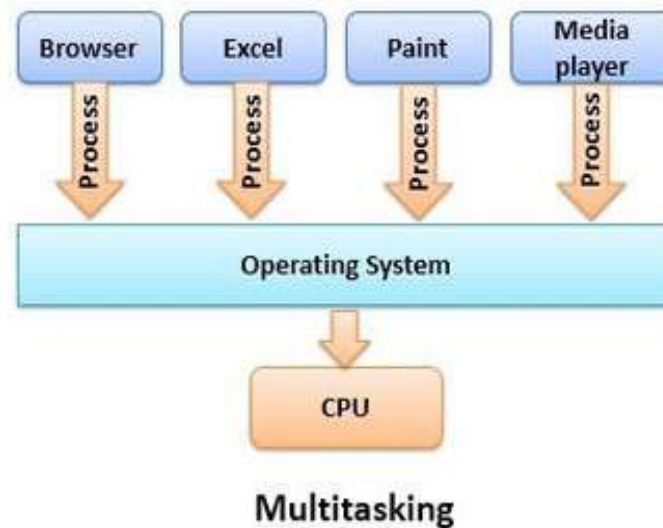 Browser
Excel
Paint
Media
player
Process
Process
Process
Process
Operating System
CPU
Multitasking